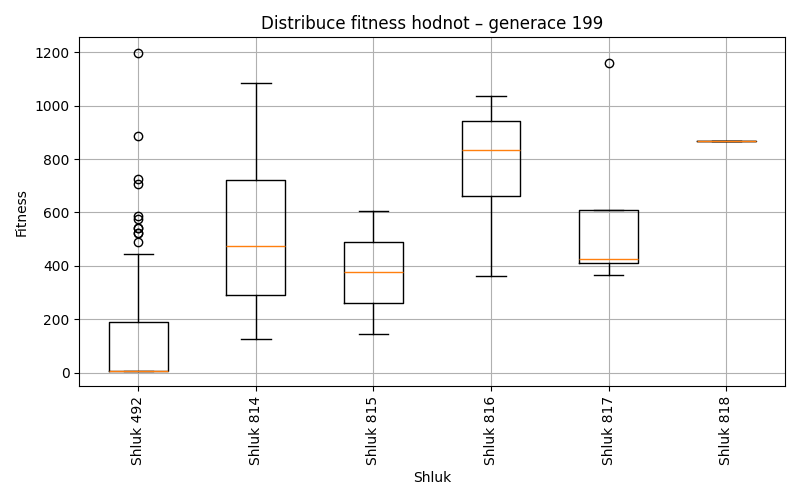 Distribuce fitness hodnot – generace 199
Fitness
1200
1000
800
600
400
200
0
Shluk 492
Shluk 814
Shluk 815
Shluk 816
Shluk 817
Shluk 818
Shluk